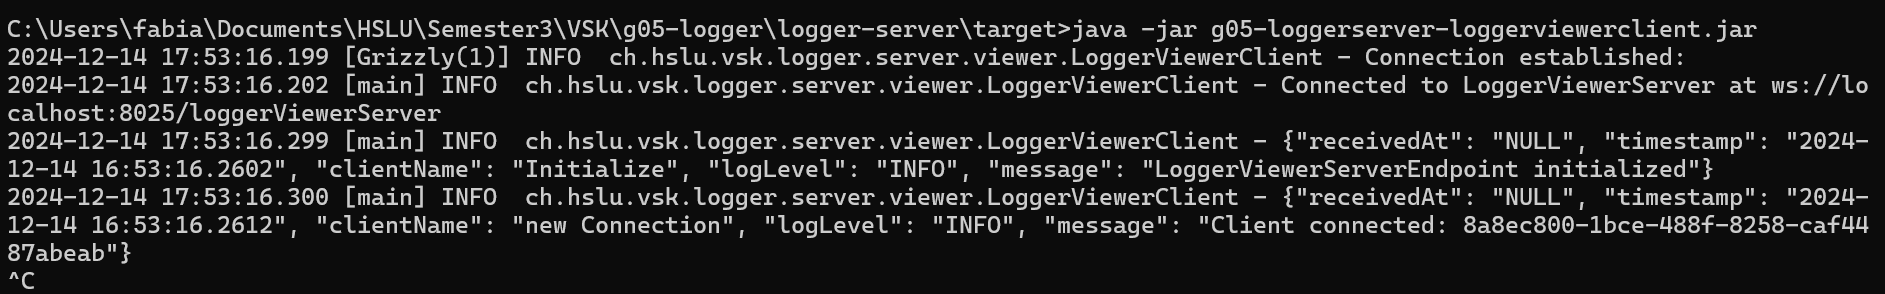 C:\Users\fabia\Documents\HSLU\Semester3\VSK\g05-logger\logger-server\target>java -jar g05-loggerserver-loggerviewerclient.jar
2024-12-14 17:53:16.199 [Grizzly(1)] INFO  ch.hslu.vsk.logger.server.viewer.LoggerViewerClient - Connection established:
2024-12-14 17:53:16.202 [main] INFO  ch.hslu.vsk.logger.server.viewer.LoggerViewerClient - Connected to LoggerViewerServer at ws://lo
calhost:8025/loggerViewerServer
2024-12-14 17:53:16.299 [main] INFO  ch.hslu.vsk.logger.server.viewer.LoggerViewerClient - {"receivedAt": "NULL", "timestamp": "2024-
12-14 16:53:16.2602", "clientName": "Initialize", "logLevel": "INFO", "message": "LoggerViewerServerEndpoint initialized"}
2024-12-14 17:53:16.300 [main] INFO  ch.hslu.vsk.logger.server.viewer.LoggerViewerClient - {"receivedAt": "NULL", "timestamp": "2024-
12-14 16:53:16.2612", "clientName": "new Connection", "logLevel": "INFO", "message": "Client connected: 8a8ec800-1bce-488f-8258-caf44
87abeab"}
^C